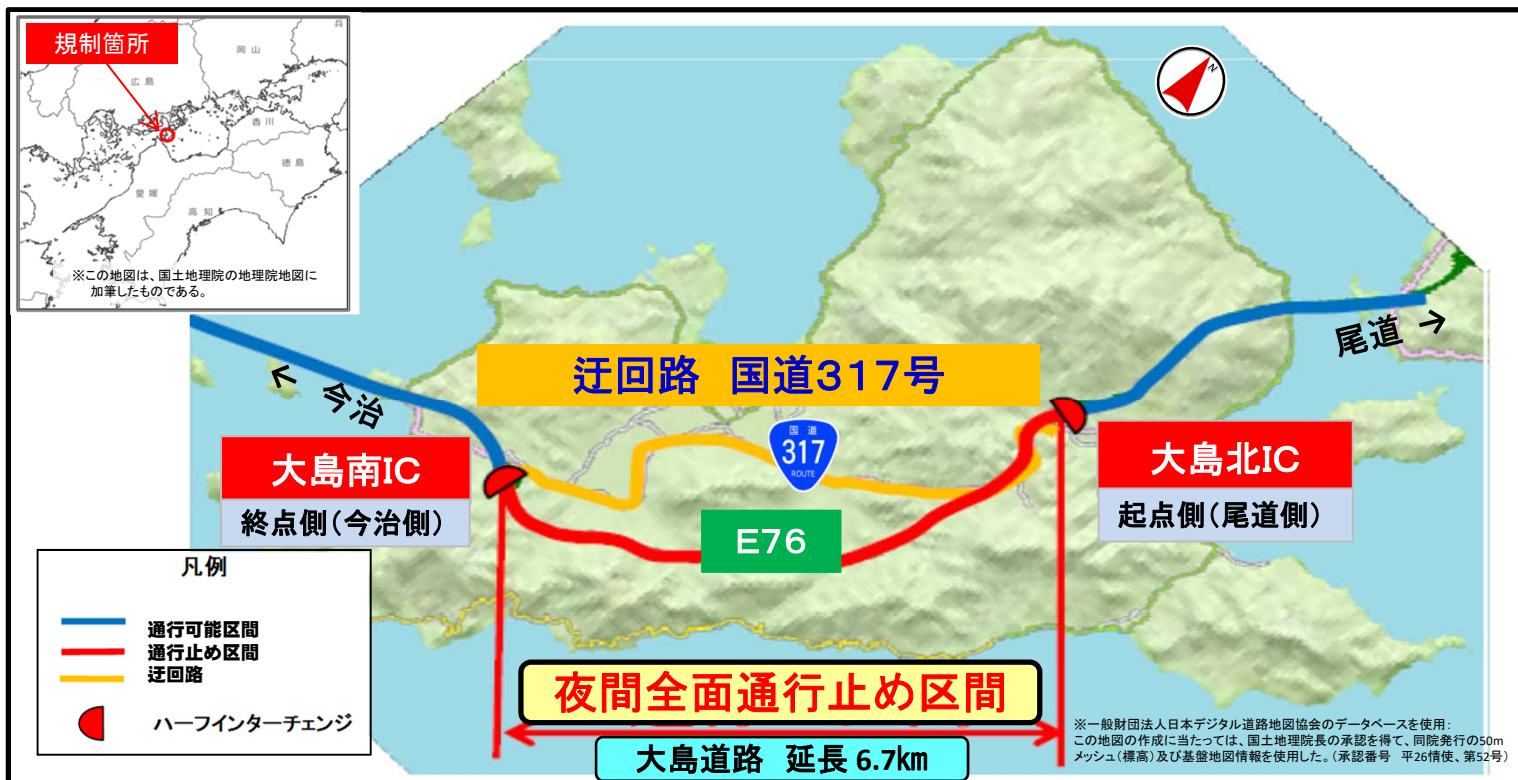 規制箇所
兵
岡山
広島
香川
徳島
愛媛
高知
※この地図は、国土地理院の地理院地図に
加筆したものである。
N
尾道 →
← 今治
迂回路 国道317号
国道
317
ROUTE
大島南IC
終点側(今治側)
大島北IC
起点側(尾道側)
E76
凡例
通行可能区間
通行止め区間
迂回路
ハーフインターチェンジ
夜間全面通行止め区間
大島道路 延長 6.7km
※一般財団法人日本デジタル道路地図協会のデータベースを使用:
この地図の作成に当たっては、国土地理院長の承認を得て、同院発行の50m
メッシュ(標高)及び基盤地図情報を使用した。(承認番号 平26情使、第52号)